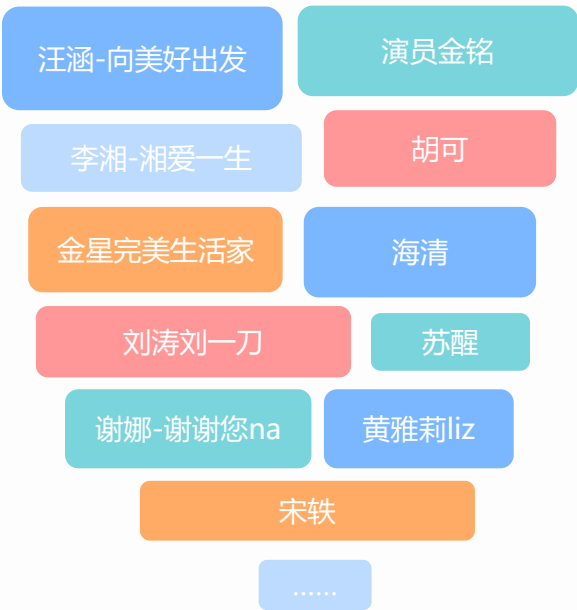 汪涵-向美好出发
演员金铭
李湘-湘爱一生
胡可
金星完美生活家
海清
刘涛刘一刀
苏醒
谢娜-谢谢您na
黄雅莉liz
宋轶
......